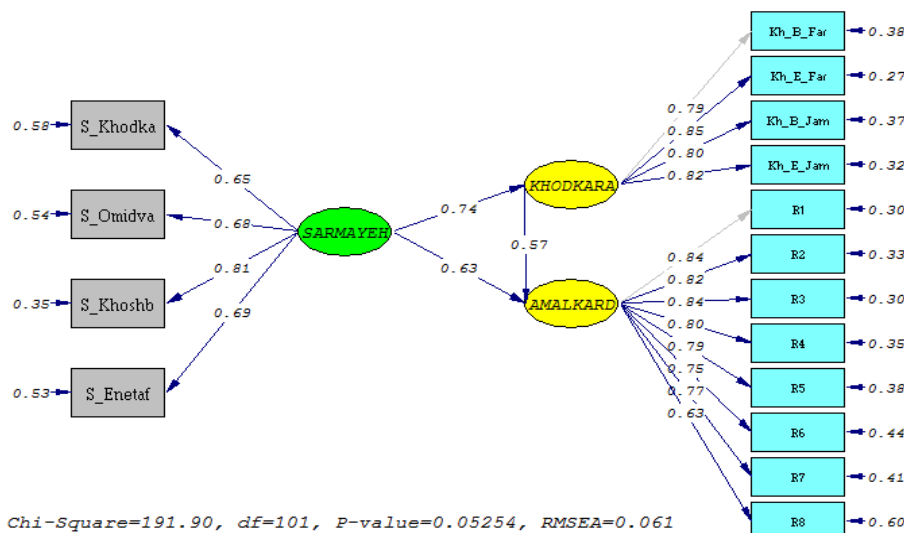 Kh_B_Far 0.38
Kh_E_Far 0.27
Kh_B_Jam 0.37
Kh_E_Jam 0.32
R1 0.30
R2 0.33
R3 0.30
R4 0.35
R5 0.38
R6 0.44
R7 0.41
R8 0.60
0.58 S_Khodka
0.54 S_Omidva
0.35 S_Khoshb
0.53 S_Enetaf
0.65
0.68
0.81
0.69
SARMAYEH
0.74
0.63
KHODKARA
0.57
AMALKARD
0.79
0.85
0.80
0.82
0.84
0.82
0.84
0.80
0.79
0.75
0.77
0.63
Chi-Square=191.90, df=101, P-value=0.05254, RMSEA=0.061